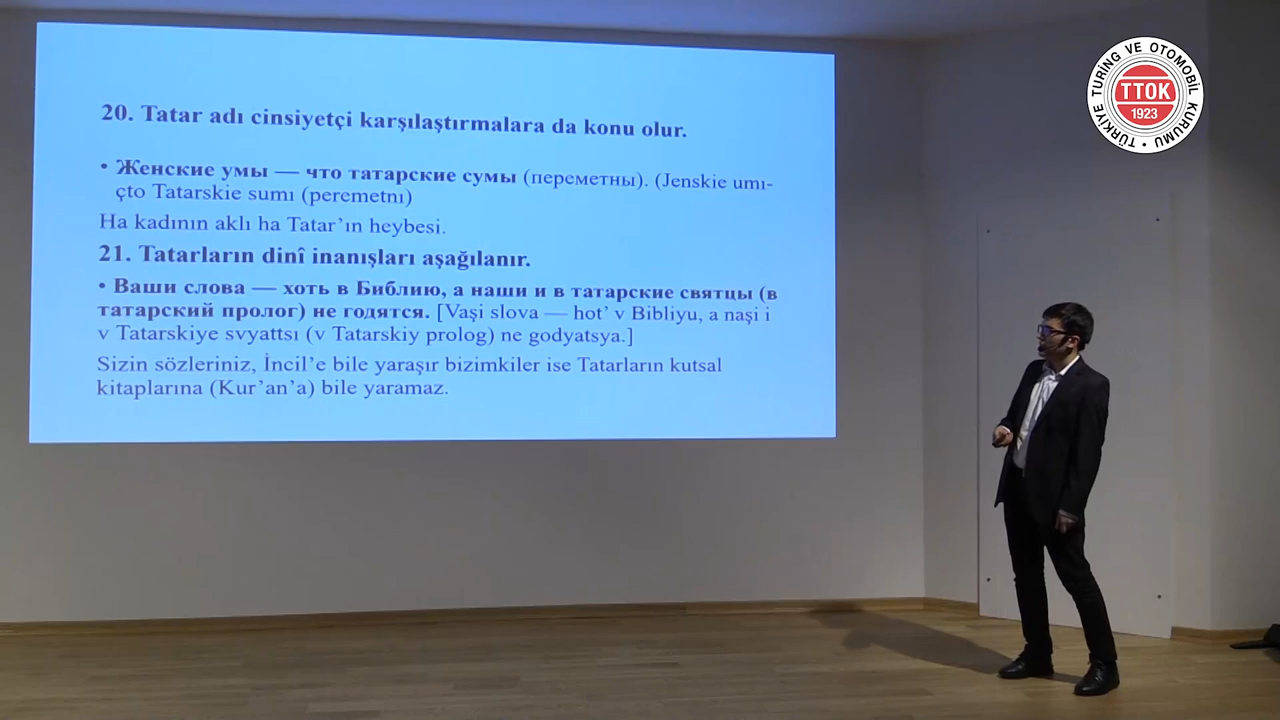 20. Tatar adı cinsiyetçi karşılaştırmalara da konu olur.
• Женские умы — что татарские сумы (переметны). (Jenskie umı-
çto Tatarskie sumı (peremetnı)
Ha kadının aklı ha Tatar’ın heybesi.
21. Tatarların dinî inanışları aşağılanır.
• Ваши слова — хоть в Библию, а наши и в татарские святцы (в
татарский пролог) не годятся. [Vaşi slova — hot’ v Bibliyu, a naşi i
v Tatarskiye svyattsı (v Tatarskiy prolog) ne godyatsya.]
Sizin sözleriniz, İncil’e bile yaraşır bizimkiler ise Tatarların kutsal
kitaplarına (Kur’an’a) bile yaramaz.
TÜRKİYE TURİNG VE OTOMOBİL KURUMU •
TTOK
1923